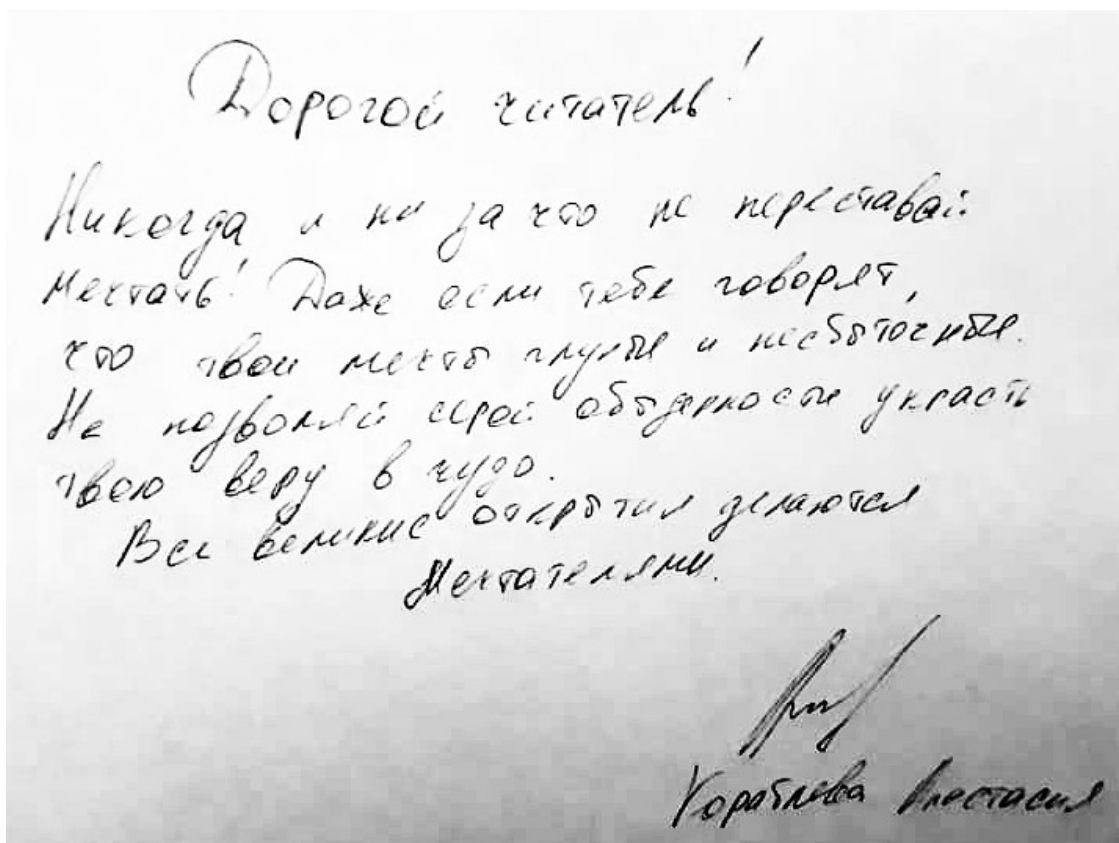 Дорогой читатель!
Никогда и ни за что не переставай
мечтать! Даже если тебе говорят,
что твои мечты глупые и несбыточные.
Не позволяй серой обыденности украсть
твою веру в чудо.
Все великие открытия делаются
Мечтателями.
Кораблева Анастасия